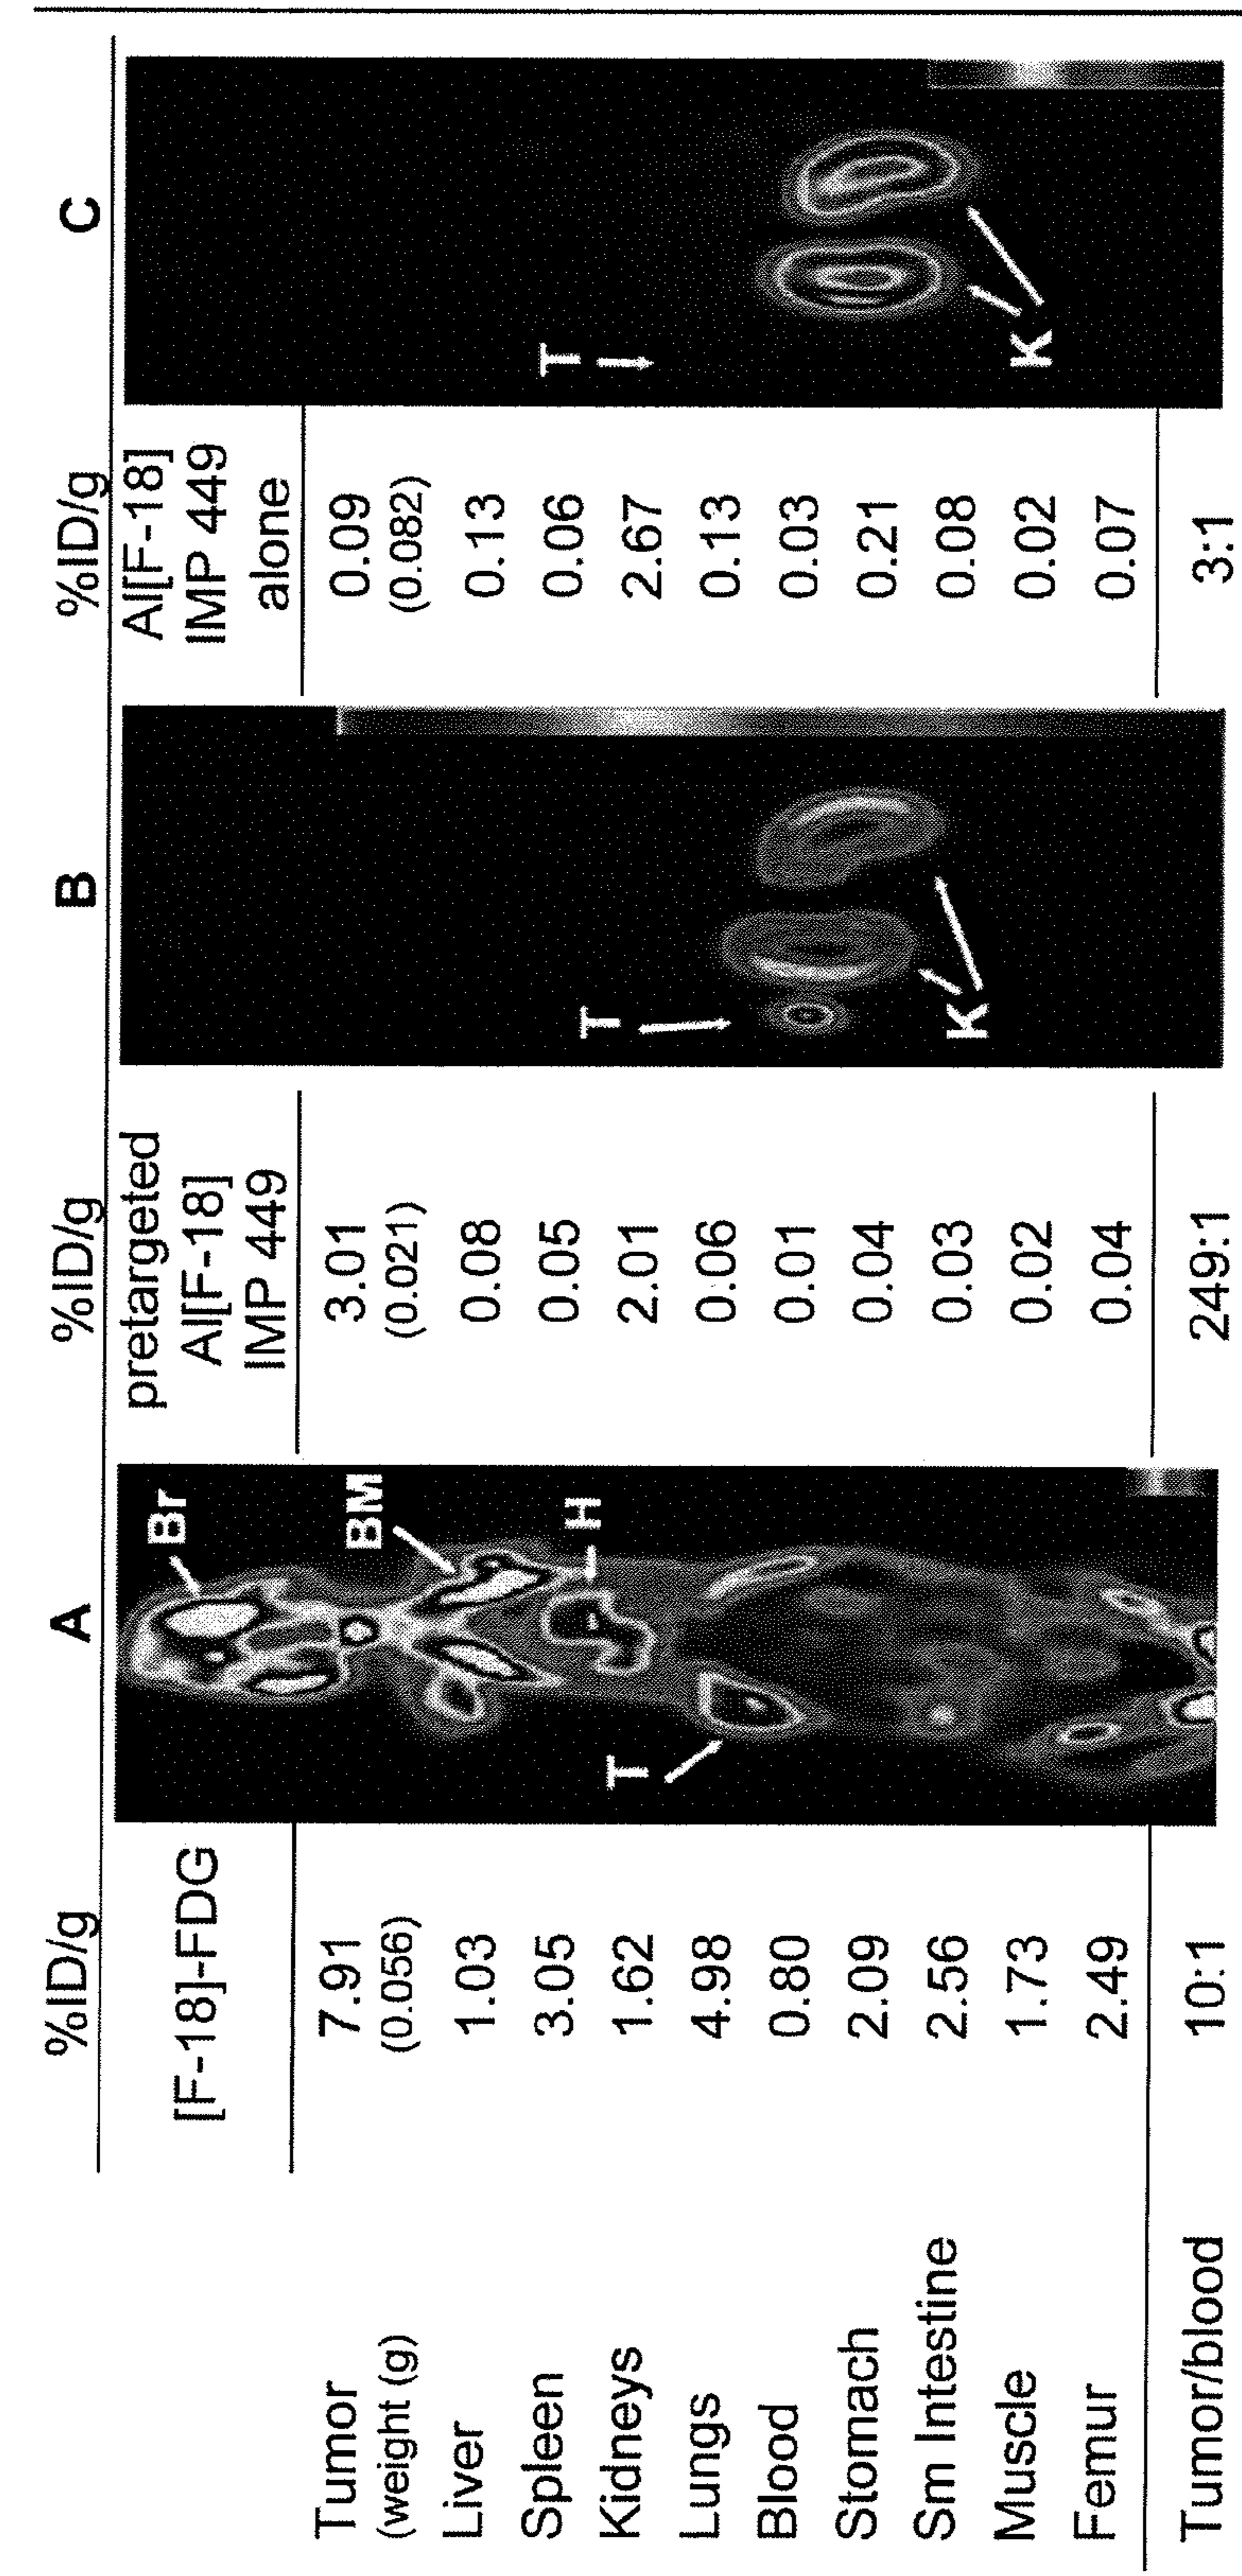 %ID/g A %ID/g B %ID/g C
[F-18]-FDG
pretargeted
Al[F-18]
IMP 449
Al[F-18]
IMP 449
alone
Tumor 7.91 3.01 0.09
(weight (g) (0.056) (0.021) (0.082)
Liver 1.03 0.08 0.13
Spleen 3.05 0.05 0.06
Kidneys 1.62 2.01 2.67
Lungs 4.98 0.06 0.13
Blood 0.80 0.01 0.03
Stomach 2.09 0.04 0.21
Sm Intestine 2.56 0.03 0.08
Muscle 1.73 0.02 0.02
Femur 2.49 0.04 0.07
Tumor/blood 10:1 249:1 3:1
Br
BM
H
T
T
K
T
K